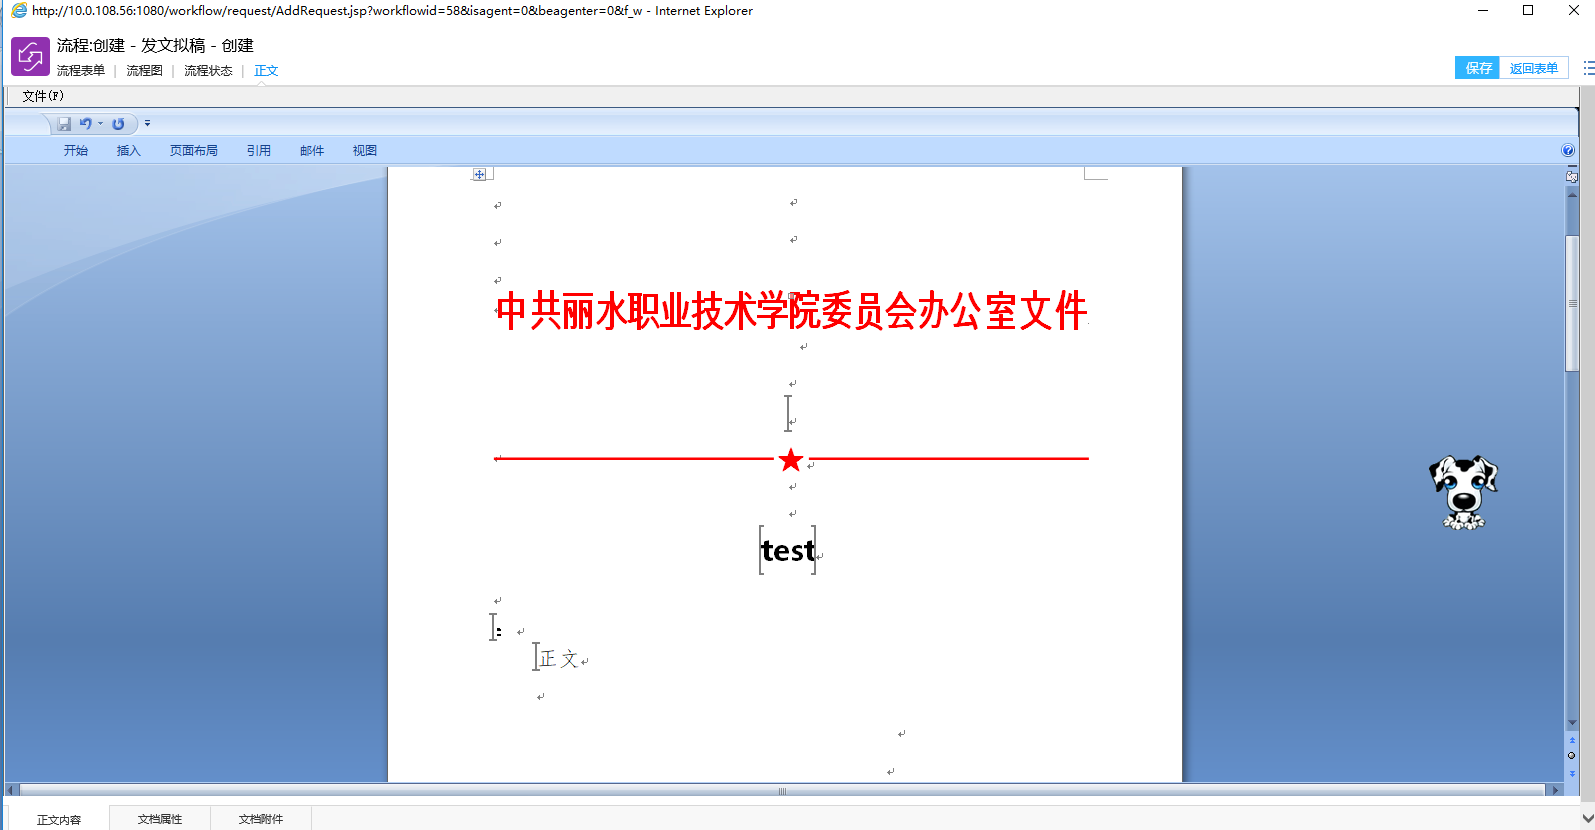 http://10.0.108.56:1080/workflow/request/AddRequest.jsp?workflowid=58&isagent=0&beagenter=0&f_w - Internet Explorer
流程:创建 - 发文拟稿 - 创建
流程表单 | 流程图 | 流程状态 | 正文
保存 返回表单
文件(F)
开始 插入 页面布局 引用 邮件 视图
中共丽水职业技术学院委员会办公室文件
test
:
正文
正文内容 文档属性 文档附件